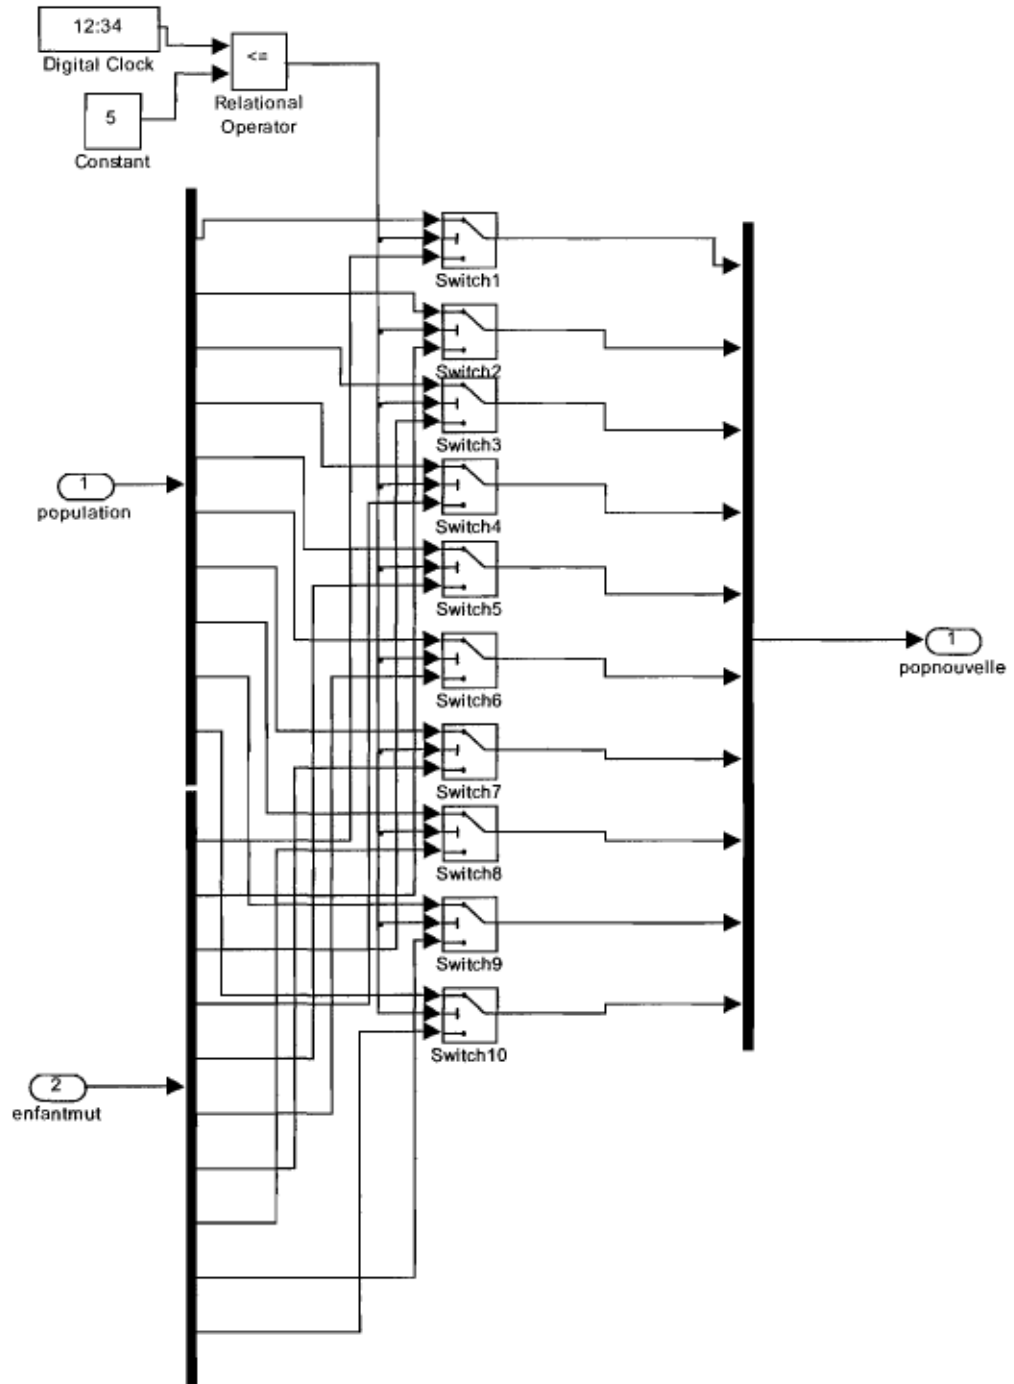 12:34
Digital Clock
<=
Relational
Operator
5
Constant
Switch1
Switch2
Switch3
1
population
Switch4
Switch5
1
popnouvelle
Switch6
Switch7
Switch8
Switch9
Switch10
2
enfantmut